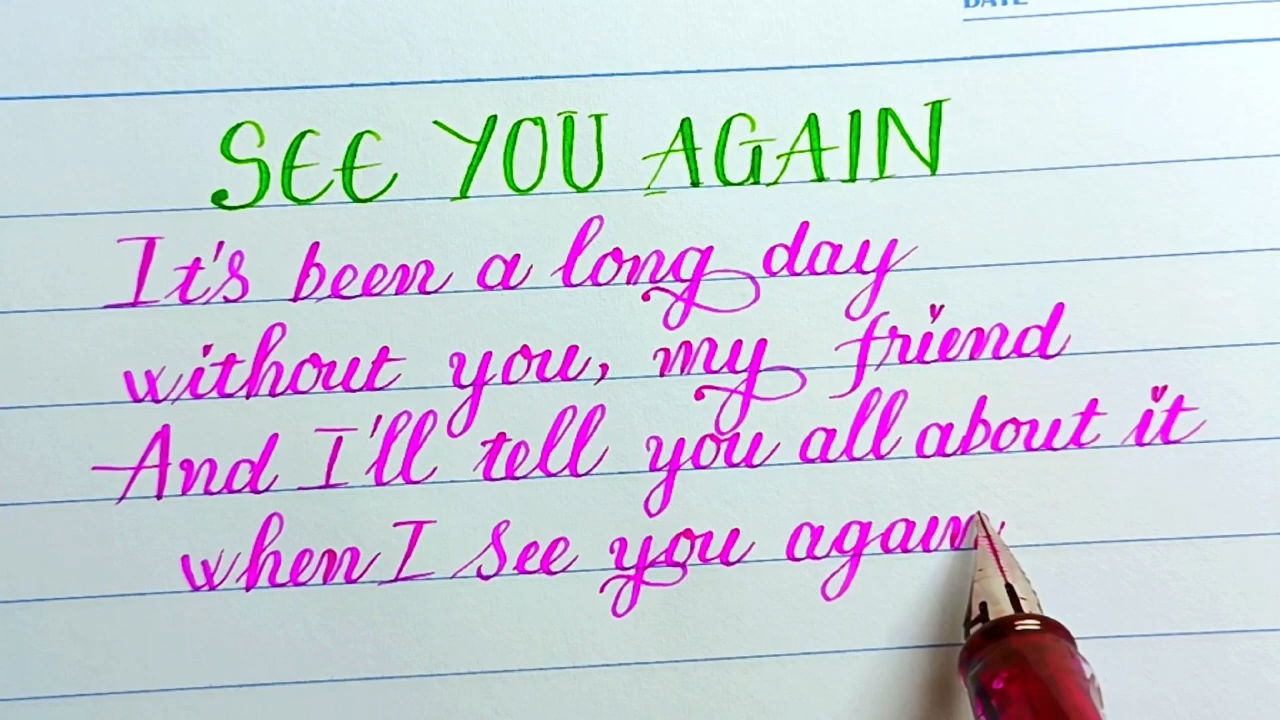 DATE
SEE YOU AGAIN
It's been a long day
without you, my friend
And I'll tell you all about it
when I see you again